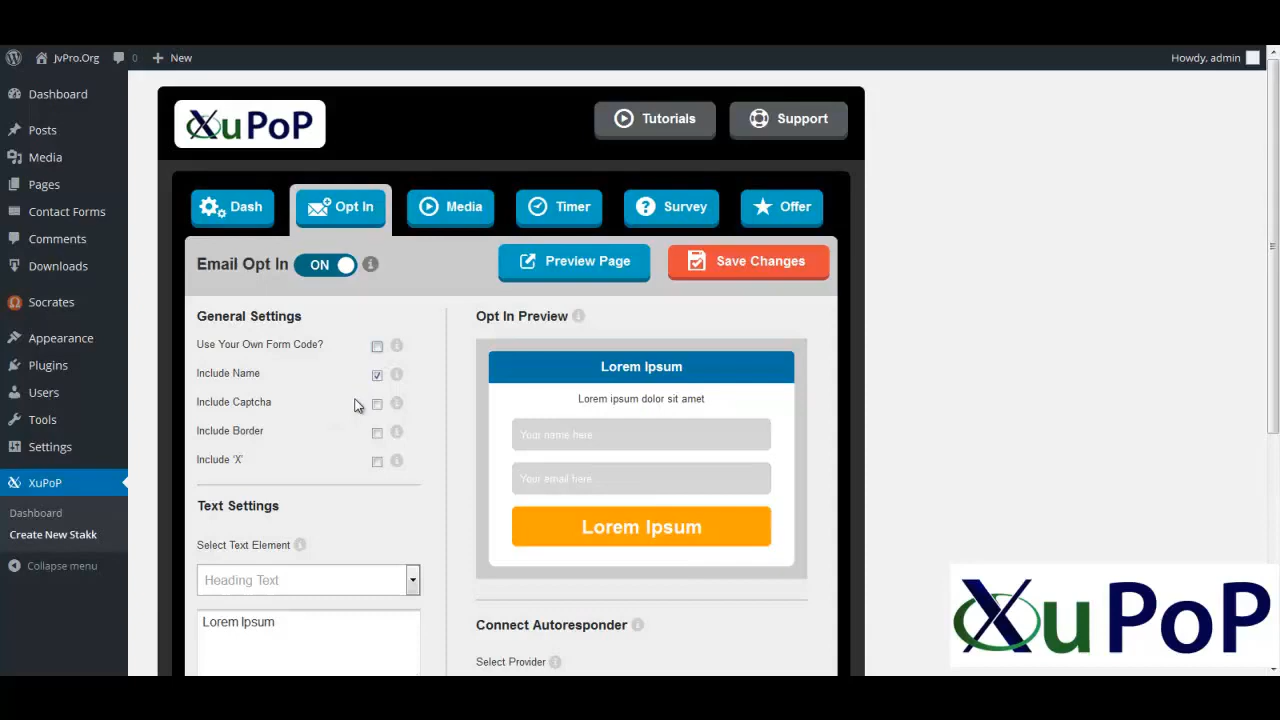 JvPro.Org
0
New
Howdy, admin
Dashboard
Posts
Media
Pages
Contact Forms
Comments
Downloads
Socrates
Appearance
Plugins
Users
Tools
Settings
XuPoP
Dashboard
Create New Stakk
Collapse menu
XuPoP
Tutorials
Support
Dash
Opt In
Media
Timer
Survey
Offer
Email Opt In
ON
Preview Page
Save Changes
General Settings
Use Your Own Form Code?
Include Name
Include Captcha
Include Border
Include 'X'
Text Settings
Select Text Element
Heading Text
Lorem Ipsum
Opt In Preview
Lorem Ipsum
Lorem ipsum dolor sit amet
Your name here...
Your email here...
Lorem Ipsum
Connect Autoresponder
Select Provider
XuPoP